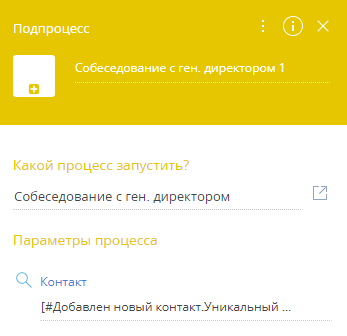 Подпроцесс
Собеседование с ген. директором 1
Какой процесс запустить?
Собеседование с ген. директором
Параметры процесса
Контакт
[#Добавлен новый контакт.Уникальный ...